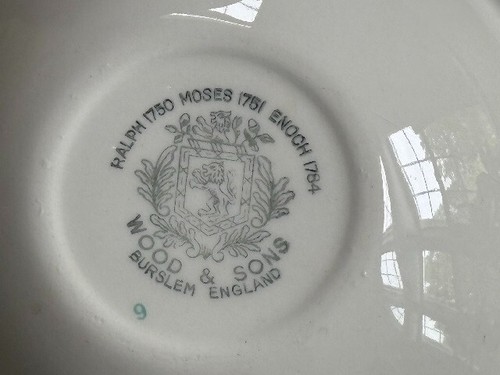 RALPH 1750 MOSES 1751 ENOCH 1784
WOOD & SONS
BURSLEM ENGLAND
9